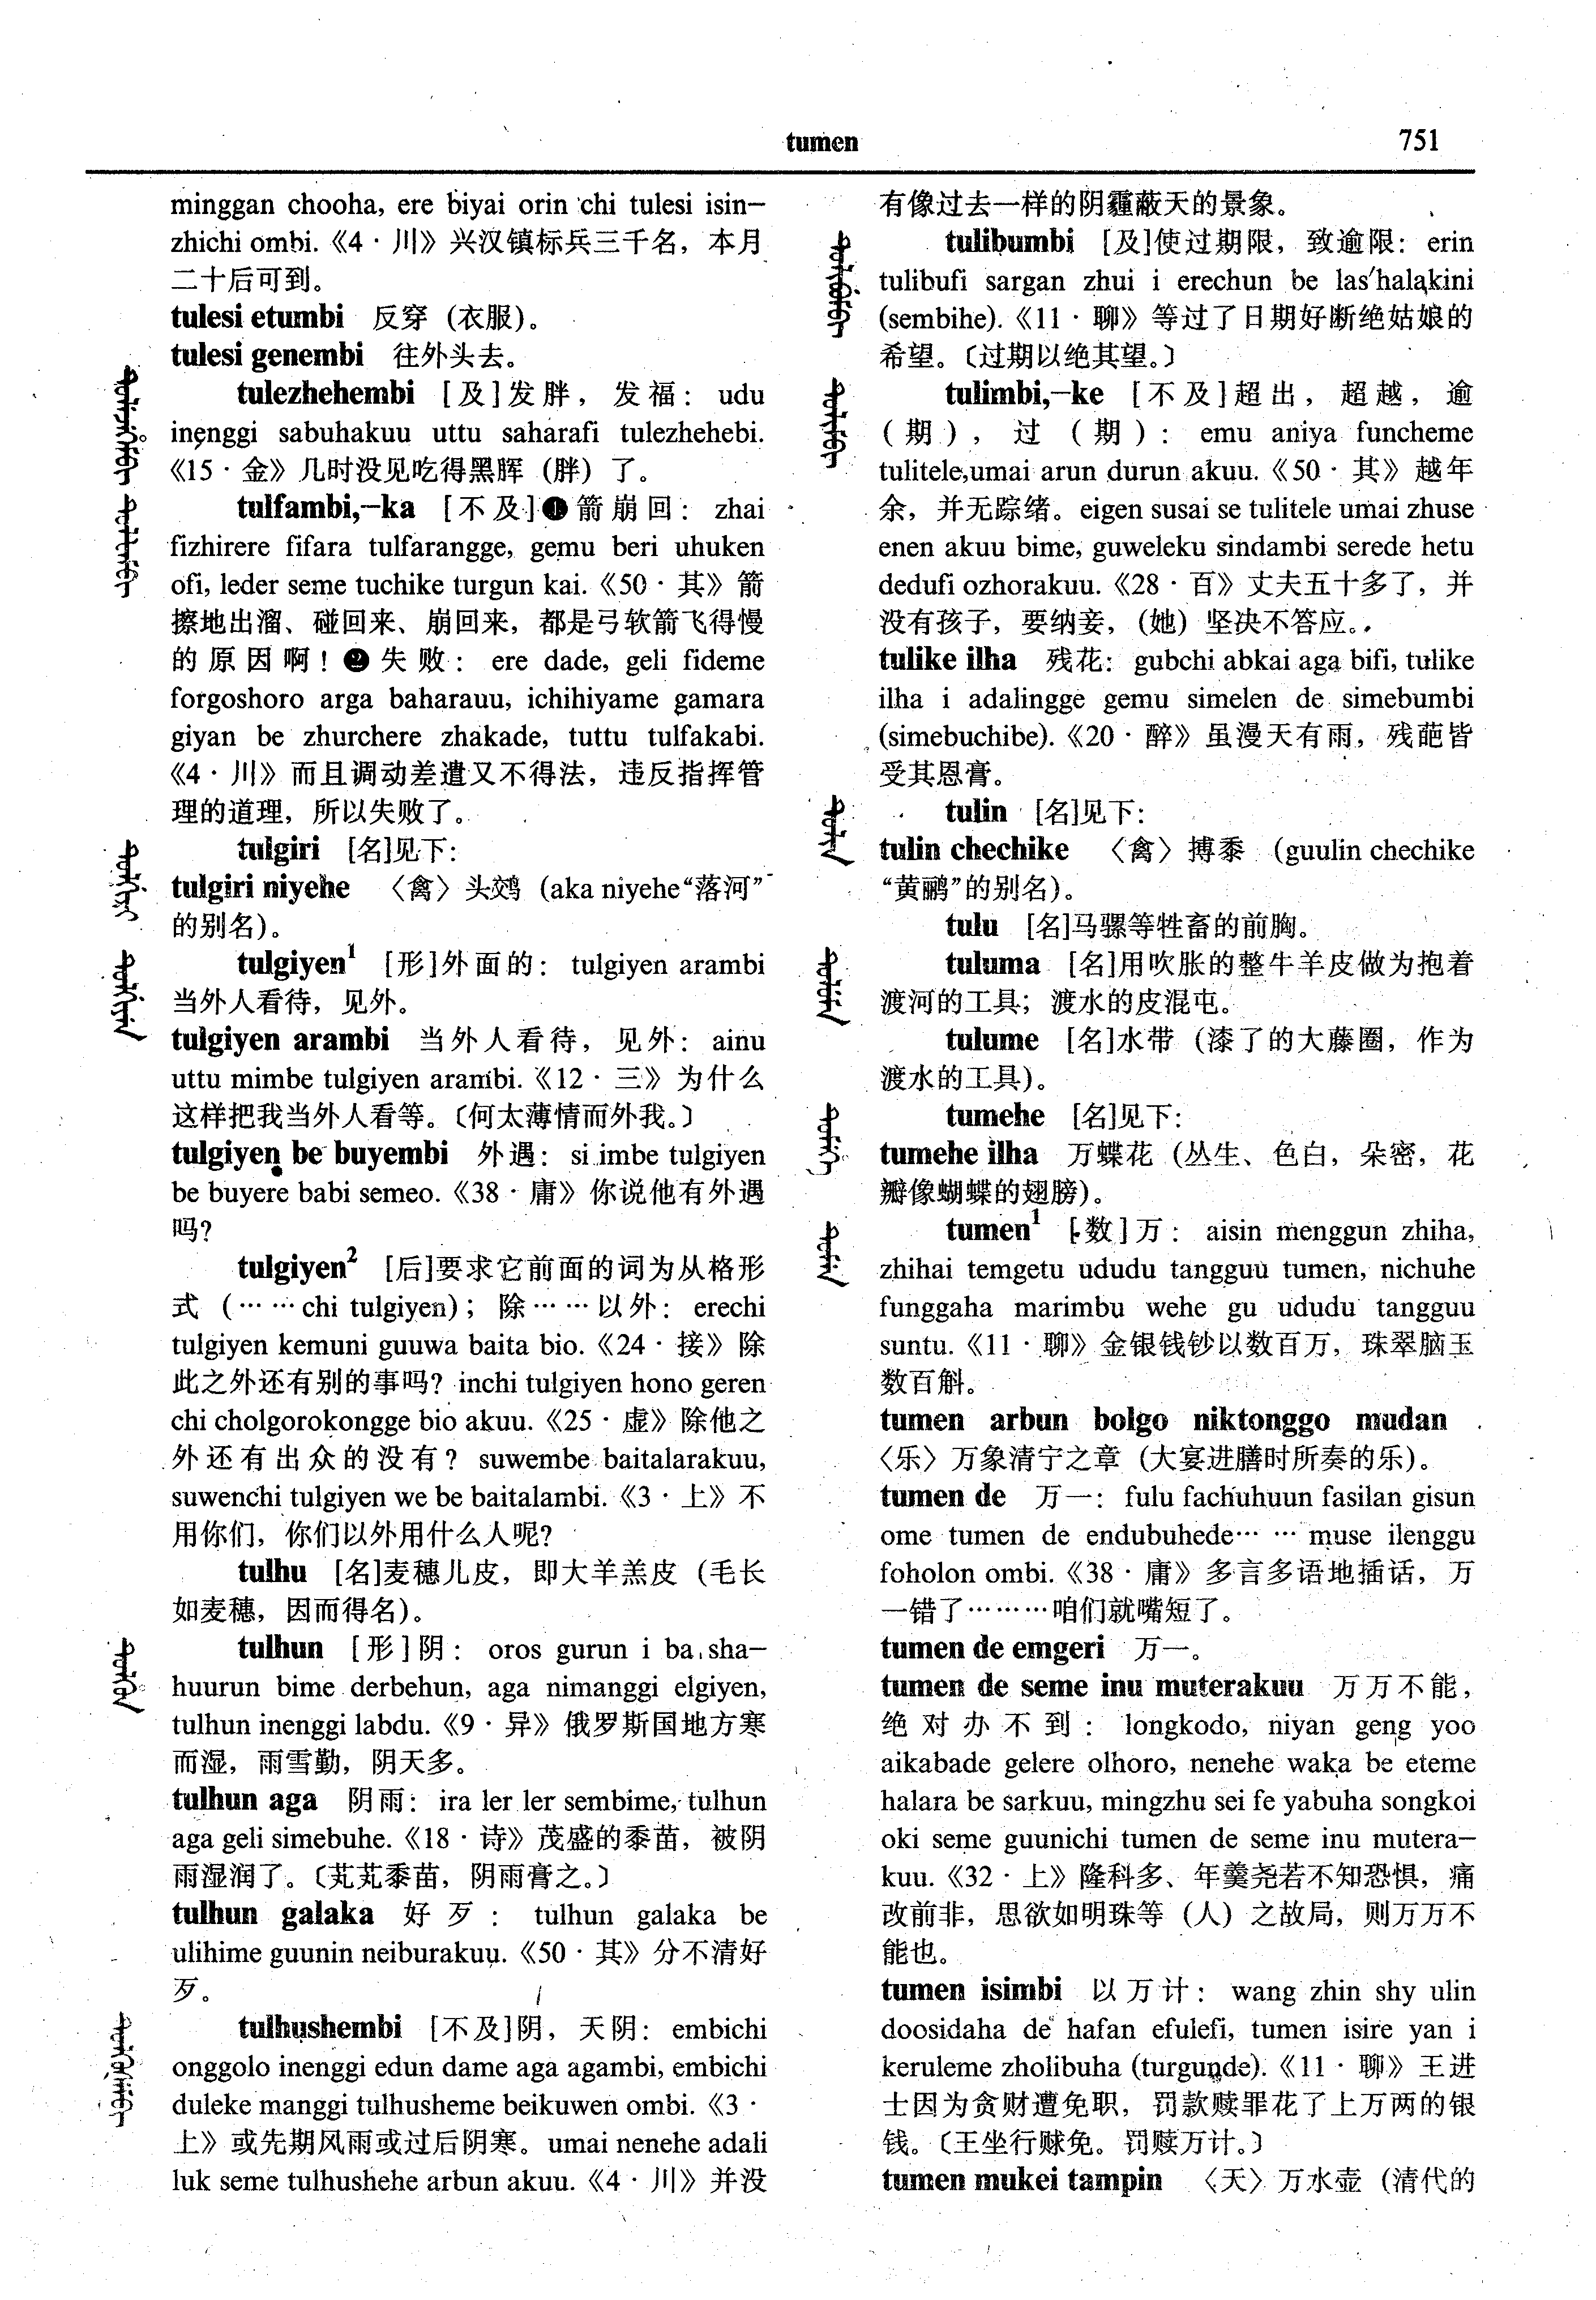 tumen
751
minggan chooha, ere biyai orin chi tulesi isin—
zhichi ombi.《4·川》兴汉镇标兵三千名，本月
二十后可到。
tulesi etumbi 反穿（衣服）。
tulesi genembi 往外头去。
tulezhehembi [及]发胖，发福：udu
inenggi sabuhakuu uttu saharafi tulezhehebi.
《15·金》几时没见吃得黑晖（胖）了。
tulfambi,—ka [不及]❶箭崩回：zhai
fizhirere fifara tulfarangge, gemu beri uhuken
ofi, leder seme tuchike turgun kai.《50·其》箭
擦地出溜、碰回来、崩回来，都是弓软箭飞得慢
的原因啊！❷失败：ere dade, geli fideme
forgoshoro arga baharauu, ichihiyame gamara
giyan be zhurchere zhakade, tuttu tulfakabi.
《4·川》而且调动差遣又不得法，违反指挥管
理的道理，所以失败了。
tulgiri [名]见下：
tulgiri niyehe 〈禽〉头䴔（aka niyehe“落河”
的别名）。
tulgiyen¹ [形]外面的：tulgiyen arambi
当外人看待，见外。
tulgiyen arambi 当外人看待，见外：ainu
uttu mimbe tulgiyen arambi.《12·三》为什么
这样把我当外人看等。〔何太薄情而外我。〕
tulgiyen be buyembi 外遇：si imbe tulgiyen
be buyere babi semeo.《38·庸》你说他有外遇
吗？
tulgiyen² [后]要求它前面的词为从格形
式（……chi tulgiyen）；除……以外：erechi
tulgiyen kemuni guuwa baita bio.《24·接》除
此之外还有别的事吗？inchi tulgiyen hono geren
chi cholgorokongge bio akuu.《25·虚》除他之
外还有出众的没有？suwembe baitalarakuu,
suwenchi tulgiyen we be baitalambi.《3·上》不
用你们，你们以外用什么人呢？
tulhu [名]麦穗儿皮，即大羊羔皮（毛长
如麦穗，因而得名）。
tulhun [形]阴：oros gurun i ba sha—
huurun bime derbehun, aga nimanggi elgiyen,
tulhun inenggi labdu.《9·异》俄罗斯国地方寒
而湿，雨雪勤，阴天多。
tulhun aga 阴雨：ira ler ler sembime, tulhun
aga geli simebuhe.《18·诗》茂盛的黍苗，被阴
雨湿润了。〔芃芃黍苗，阴雨膏之。〕
tulhun galaka 好歹：tulhun galaka be
ulihime guunin neiburakuu.《50·其》分不清好
歹。
tulhushembi [不及]阴，天阴：embichi
onggolo inenggi edun dame aga agambi, embichi
duleke manggi tulhusheme beikuwen ombi.《3·
上》或先期风雨或过后阴寒。umai nenehe adali
luk seme tulhushehe arbun akuu.《4·川》并没
有像过去一样的阴霾蔽天的景象。
tulibumbi [及]使过期限，致逾限：erin
tulibufi sargan zhui i erechun be las'halakini
(sembihe).《11·聊》等过了日期好断绝姑娘的
希望。〔过期以绝其望。〕
tulimbi,—ke [不及]超出，超越，逾
（期），过（期）：emu aniya funcheme
tulitele,umai arun durun akuu.《50·其》越年
余，并无踪绪。eigen susai se tulitele umai zhuse
enen akuu bime, guweleku sindambi serede hetu
dedufi ozhorakuu.《28·百》丈夫五十多了，并
没有孩子，要纳妾，（她）坚决不答应。
tulike ilha 残花：gubchi abkai aga bifi, tulike
ilha i adalingge gemu simelen de simebumbi
(simebuchibe).《20·醉》虽漫天有雨，残葩皆
受其恩膏。
tulin [名]见下：
tulin chechike 〈禽〉搏黍（guulin chechike
“黄鹂”的别名）。
tulu [名]马骡等牲畜的前胸。
tuluma [名]用吹胀的整牛羊皮做为抱着
渡河的工具；渡水的皮混屯。
tulume [名]水带（漆了的大藤圈，作为
渡水的工具）。
tumehe [名]见下：
tumehe ilha 万蝶花（丛生、色白，朵密，花
瓣像蝴蝶的翅膀）。
tumen¹ [数]万：aisin menggun zhiha,
zhihai temgetu ududu tangguu tumen, nichuhe
funggaha marimbu wehe gu ududu tangguu
suntu.《11·聊》金银钱钞以数百万，珠翠脑玉
数百斛。
tumen arbun bolgo niktonggo mudan
〈乐〉万象清宁之章（大宴进膳时所奏的乐）。
tumen de 万一：fulu fachuhuun fasilan gisun
ome tumen de endubuhede…… muse ilenggu
foholon ombi.《38·庸》多言多语地插话，万
一错了………咱们就嘴短了。
tumen de emgeri 万一。
tumen de seme inu muterakuu 万万不能，
绝对办不到：longkodo, niyan geng yoo
aikabade gelere olhoro, nenehe waka be eteme
halara be sarkuu, mingzhu sei fe yabuha songkoi
oki seme guunichi tumen de seme inu mutera—
kuu.《32·上》隆科多、年羹尧若不知恐惧，痛
改前非，思欲如明珠等（人）之故局，则万万不
能也。
tumen isimbi 以万计：wang zhin shy ulin
doosidaha de hafan efulefi, tumen isire yan i
keruleme zholibuha (turgunde).《11·聊》王进
士因为贪财遭免职，罚款赎罪花了上万两的银
钱。〔王坐行赇免。罚赎万计。〕
tumen mukei tampin 〈天〉万水壶（清代的